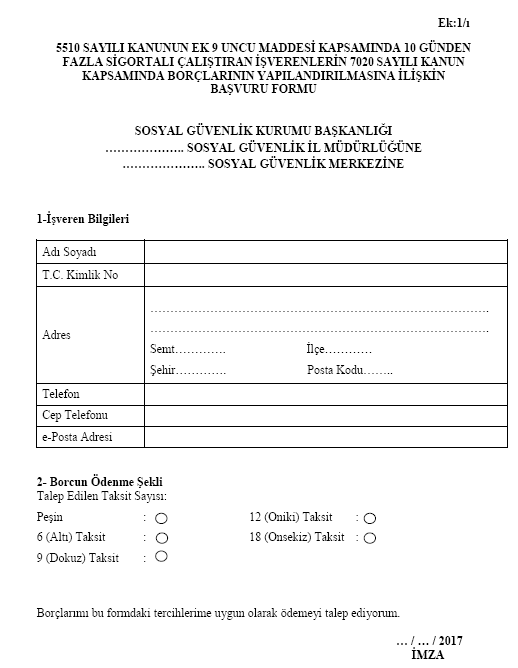 Ek:1/ı
5510 SAYILI KANUNUN EK 9 UNCU MADDESİ KAPSAMINDA 10 GÜNDEN
FAZLA SİGORTALI ÇALIŞTIRAN İŞVERENLERİN 7020 SAYILI KANUN
KAPSAMINDA BORÇLARININ YAPILANDIRILMASINA İLİŞKİN
BAŞVURU FORMU
SOSYAL GÜVENLİK KURUMU BAŞKANLIĞI
……………….. SOSYAL GÜVENLİK İL MÜDÜRLÜĞÜNE
………………… SOSYAL GÜVENLİK MERKEZİNE
1-İşveren Bilgileri
Adı Soyadı
T.C. Kimlik No
Adres
…………………………………………………………………………….
…………………………………………………………………………….
Semt…………. İlçe…………
Şehir…………. Posta Kodu……..
Telefon
Cep Telefonu
e-Posta Adresi
2- Borcun Ödenme Şekli
Talep Edilen Taksit Sayısı:
Peşin : 12 (Oniki) Taksit :
6 (Altı) Taksit : 18 (Onsekiz) Taksit :
9 (Dokuz) Taksit :
Borçlarımı bu formdaki tercihlerime uygun olarak ödemeyi talep ediyorum.
… / … / 2017
İMZA